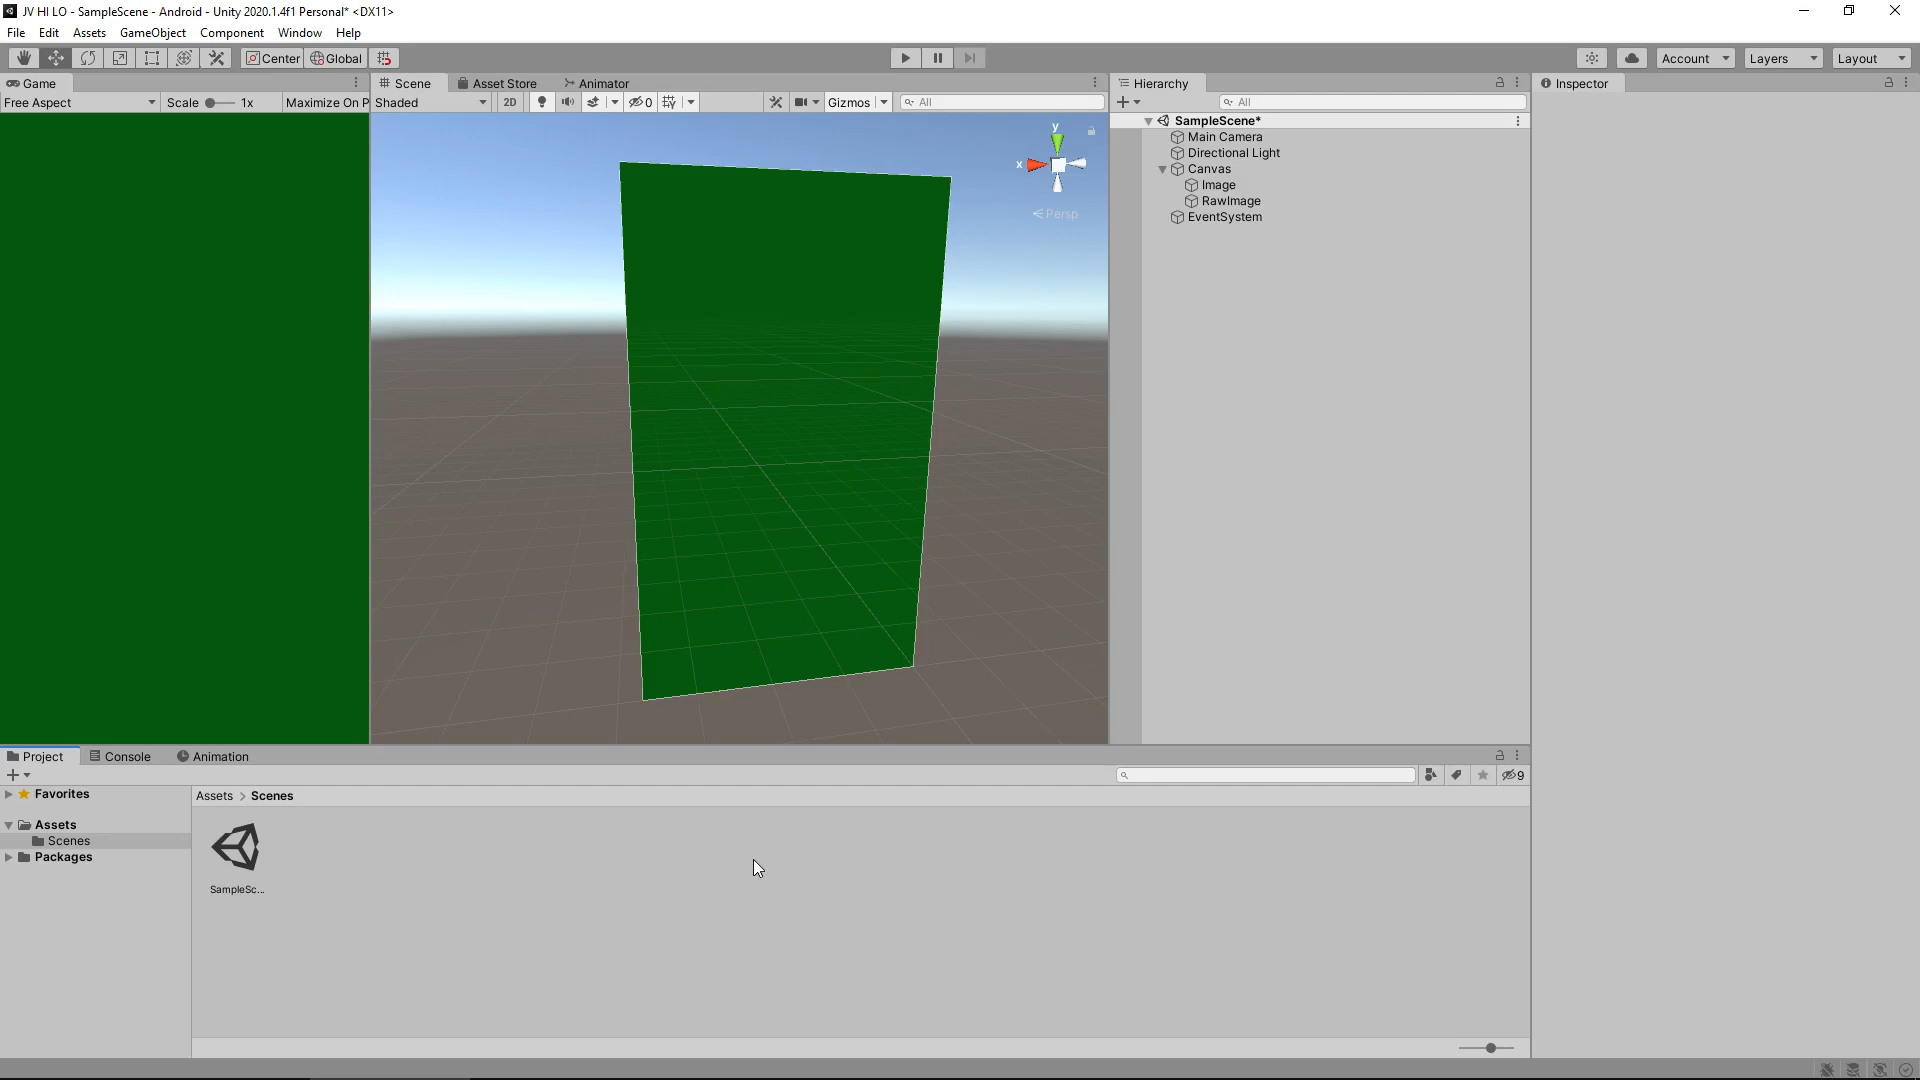 JV HI LO - SampleScene - Android - Unity 2020.1.4f1 Personal* <DX11>
File Edit Assets GameObject Component Window Help
Center Global Account Layers Layout
Game Scene Asset Store Animator Hierarchy Inspector
Free Aspect Scale 1x Maximize On P Shaded 2D 0 Gizmos All All
SampleScene*
Main Camera
Directional Light
Canvas
Image
RawImage
EventSystem
y
x
Persp
Project Console Animation
9
Favorites
Assets > Scenes
Assets
Scenes
Packages
SampleSc...